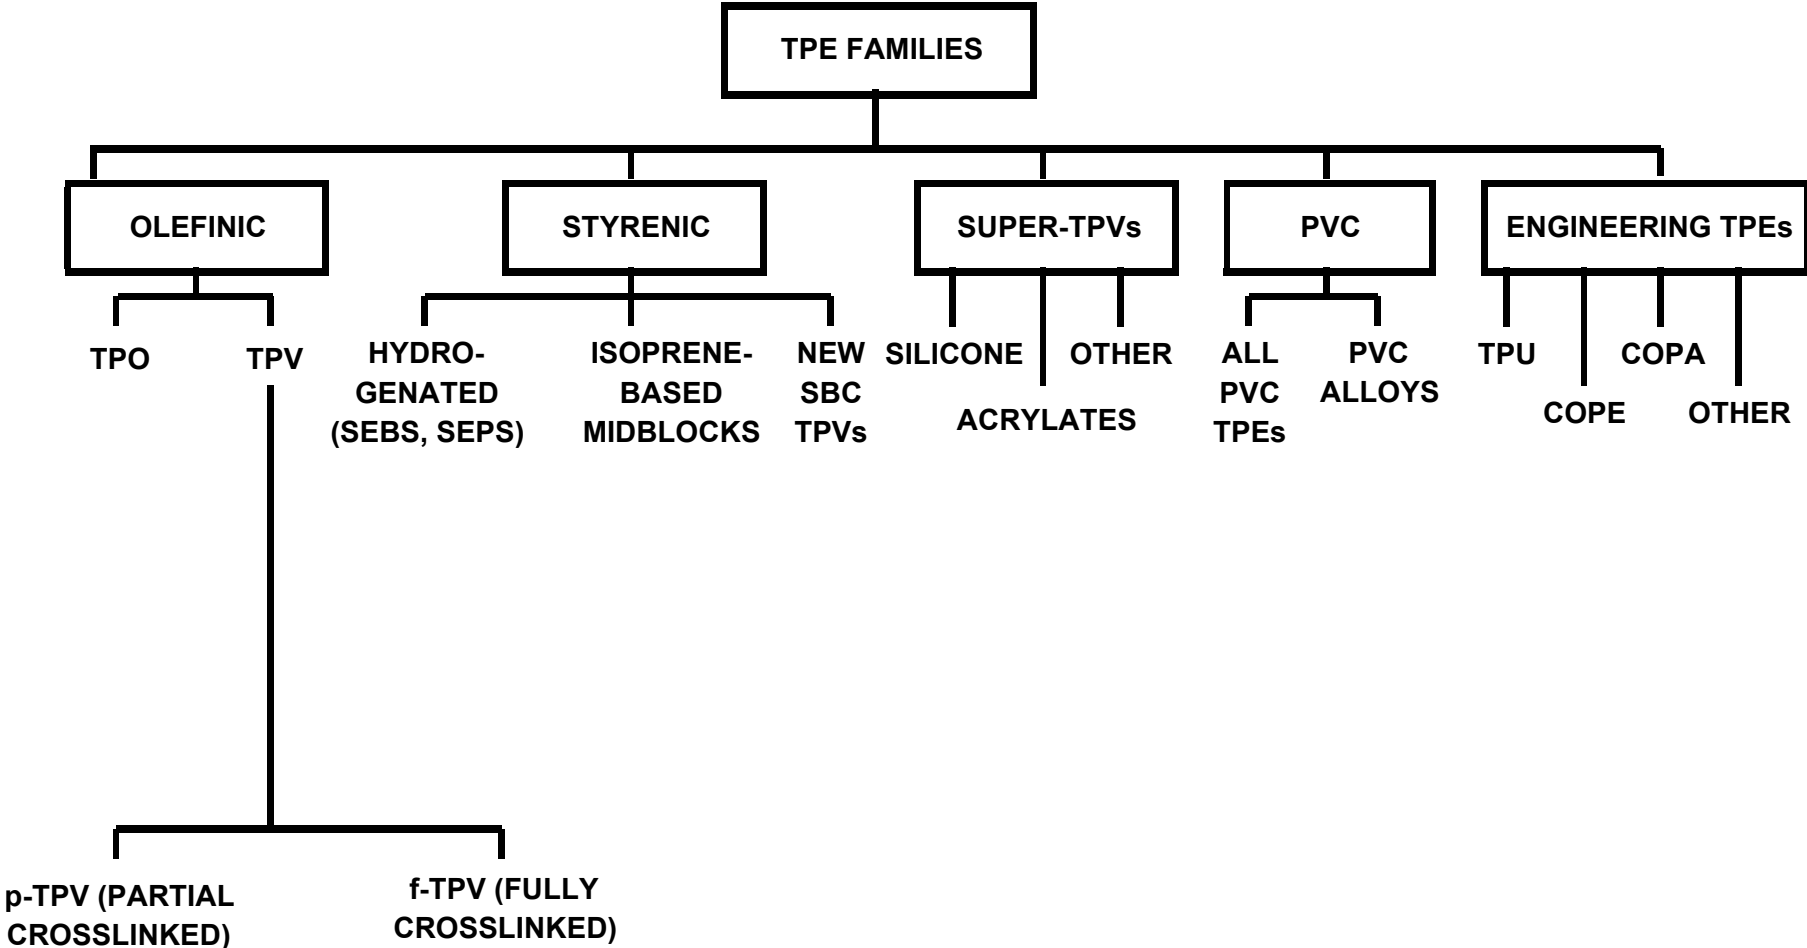 TPE FAMILIES
OLEFINIC
STYRENIC
SUPER-TPVs
PVC
ENGINEERING TPEs
TPO
TPV
HYDRO-
GENATED
(SEBS, SEPS)
ISOPRENE-
BASED
MIDBLOCKS
NEW
SBC
TPVs
SILICONE
ACRYLATES
OTHER
ALL
PVC
TPEs
PVC
ALLOYS
TPU
COPE
COPA
OTHER
p-TPV (PARTIAL
CROSSLINKED)
f-TPV (FULLY
CROSSLINKED)